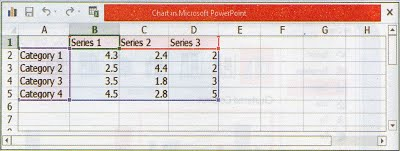 Chart in Microsoft PowerPoint
A B C D E F G H I
1 Series 1 Series 2 Series 3
2 Category 1 4.3 2.4 2
3 Category 2 2.5 4.4 2
4 Category 3 3.5 1.8 3
5 Category 4 4.5 2.8 5
6
7